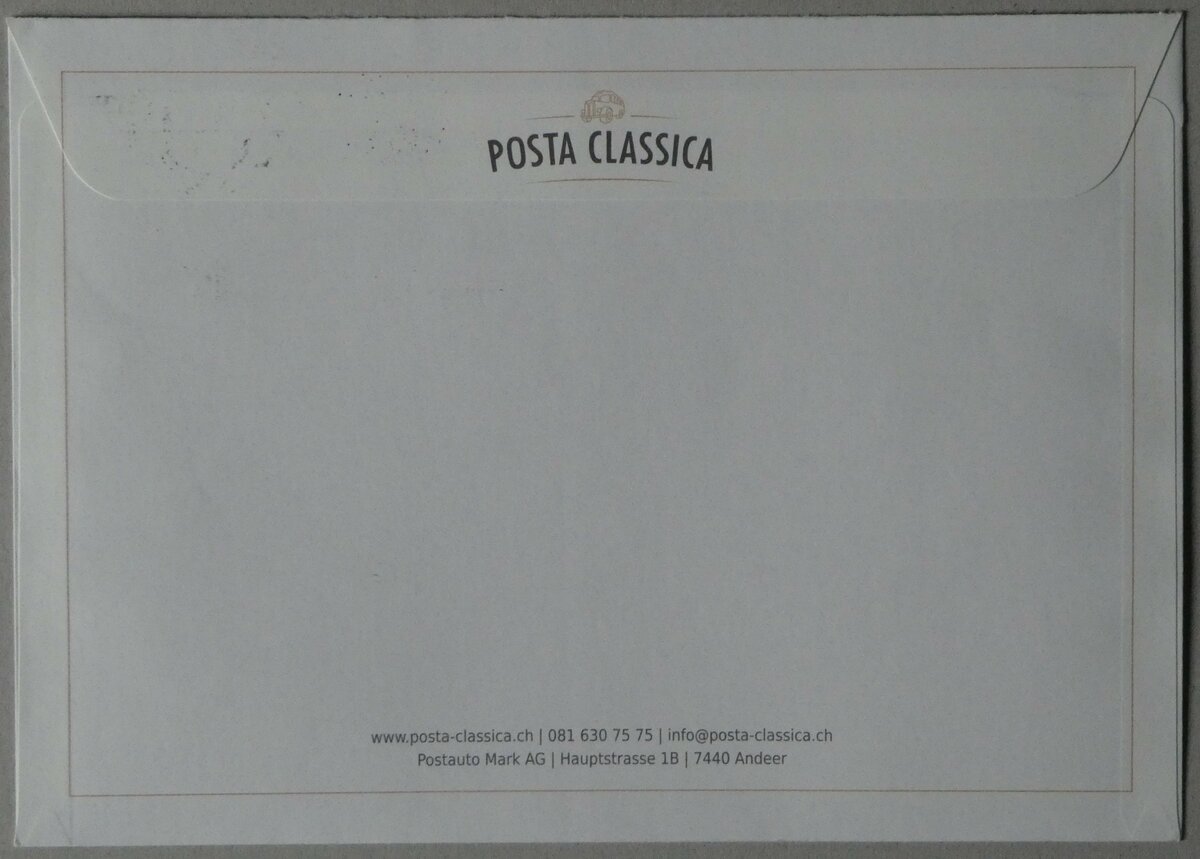 POSTA CLASSICA
www.posta-classica.ch | 081 630 75 75 | info@posta-classica.ch
Postauto Mark AG | Hauptstrasse 1B | 7440 Andeer